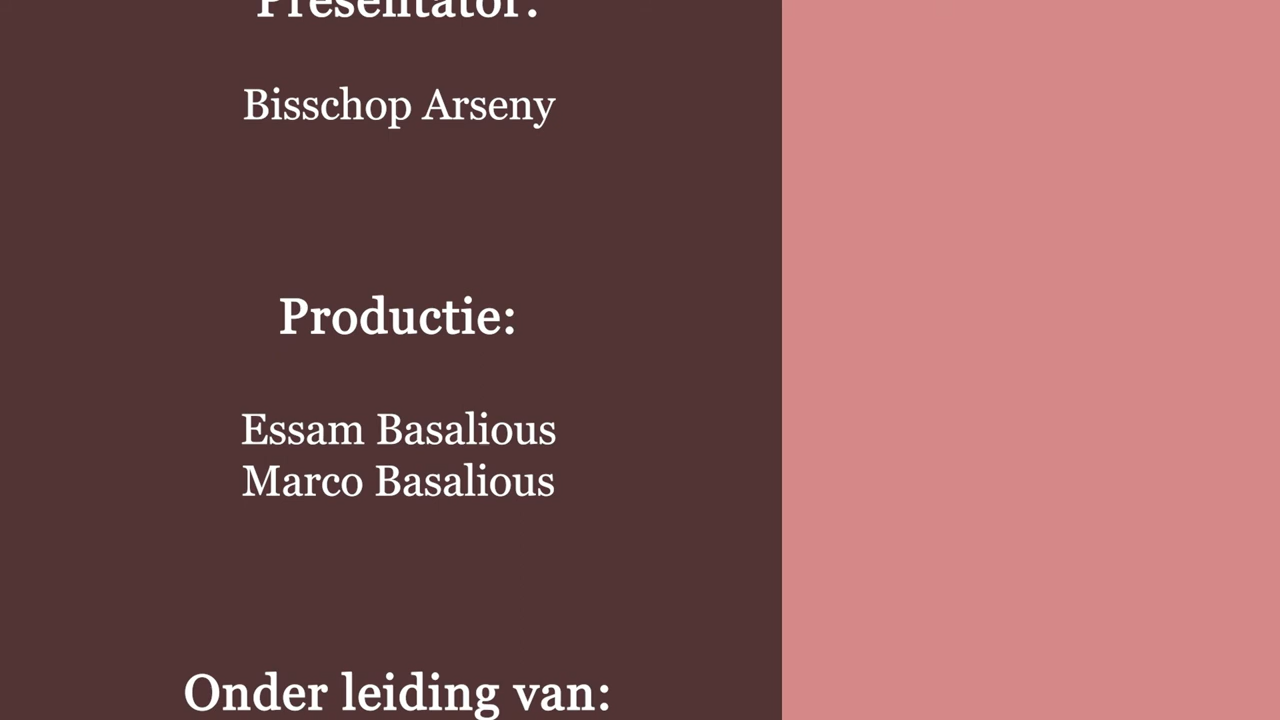 Presentator:
Bisschop Arseny
Productie:
Essam Basalious
Marco Basalious
Onder leiding van: